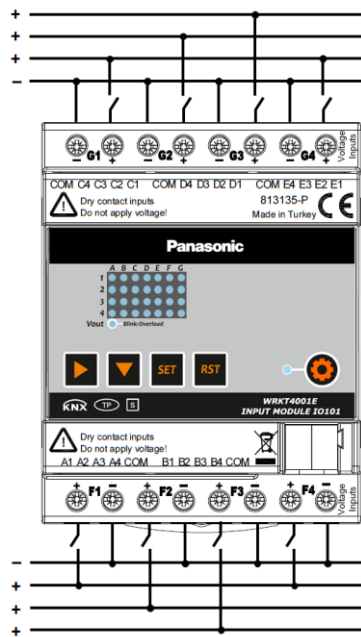 +
+
+
−
− G1 + − G2 + − G3 + − G4 +
Voltage
Inputs
COM C4 C3 C2 C1 COM D4 D3 D2 D1 COM E4 E3 E2 E1
Dry contact inputs
Do not apply voltage!
813135-P
Made in Turkey
CE
Panasonic
A B C D E F G
1
2
3
4
Vout Blink:Overload
SET RST
KNX TP S
WRKT4001E
INPUT MODULE IO101
Dry contact inputs
Do not apply voltage!
A1 A2 A3 A4 COM B1 B2 B3 B4 COM
+ F1 − + F2 − + F3 − + F4 −
Voltage
Inputs
−
+
+
+